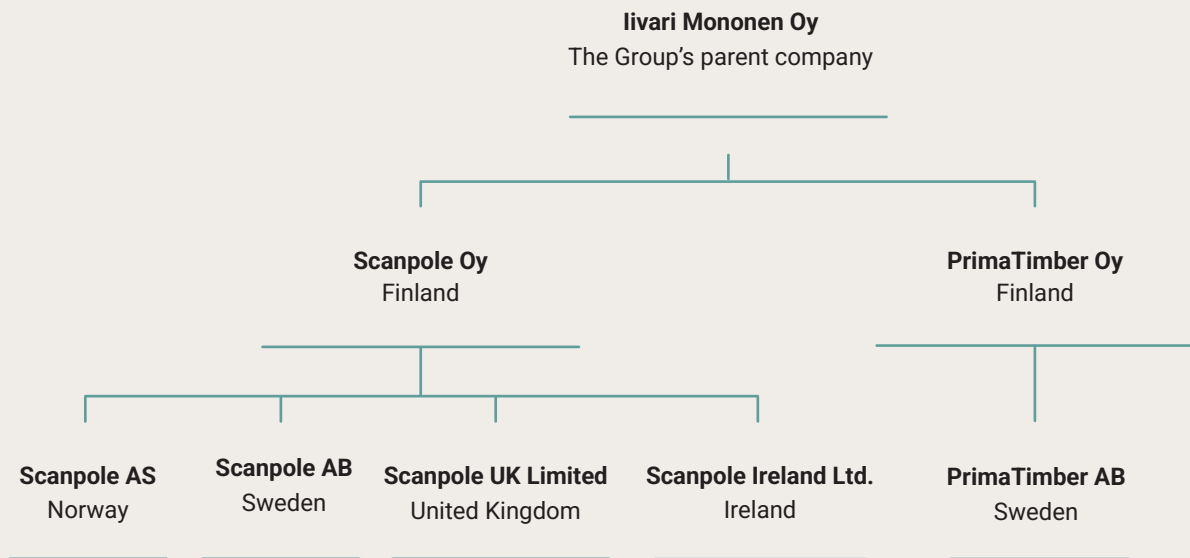 Iivari Mononen Oy
The Group's parent company
Scanpole Oy
Finland
PrimaTimber Oy
Finland
Scanpole AS
Norway
Scanpole AB
Sweden
Scanpole UK Limited
United Kingdom
Scanpole Ireland Ltd.
Ireland
PrimaTimber AB
Sweden